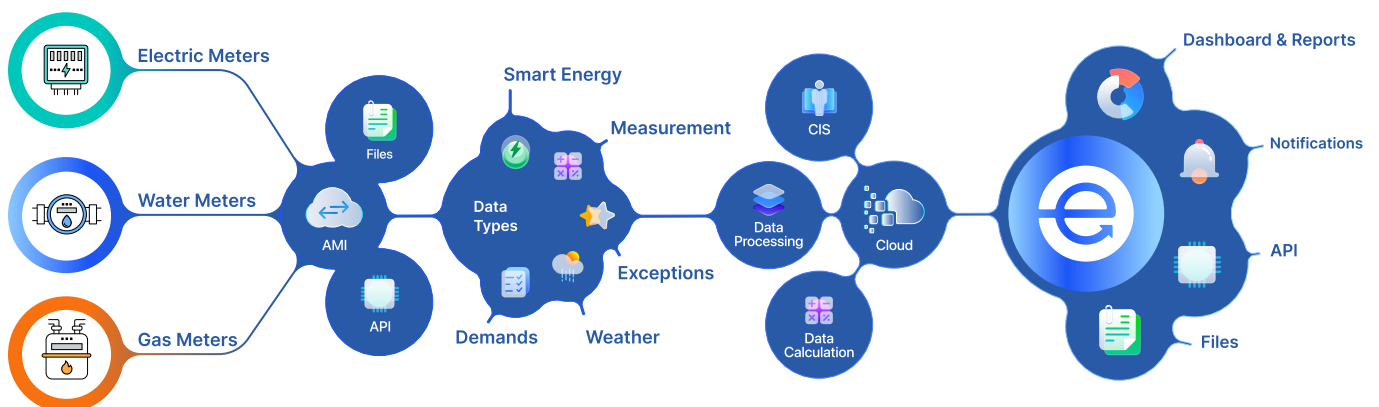 Electric Meters
Water Meters
Gas Meters
Files
AMI
API
Smart Energy
Measurement
Data
Types
Exceptions
Demands
Weather
CIS
Data
Processing
Cloud
Data
Calculation
Dashboard & Reports
Notifications
API
Files